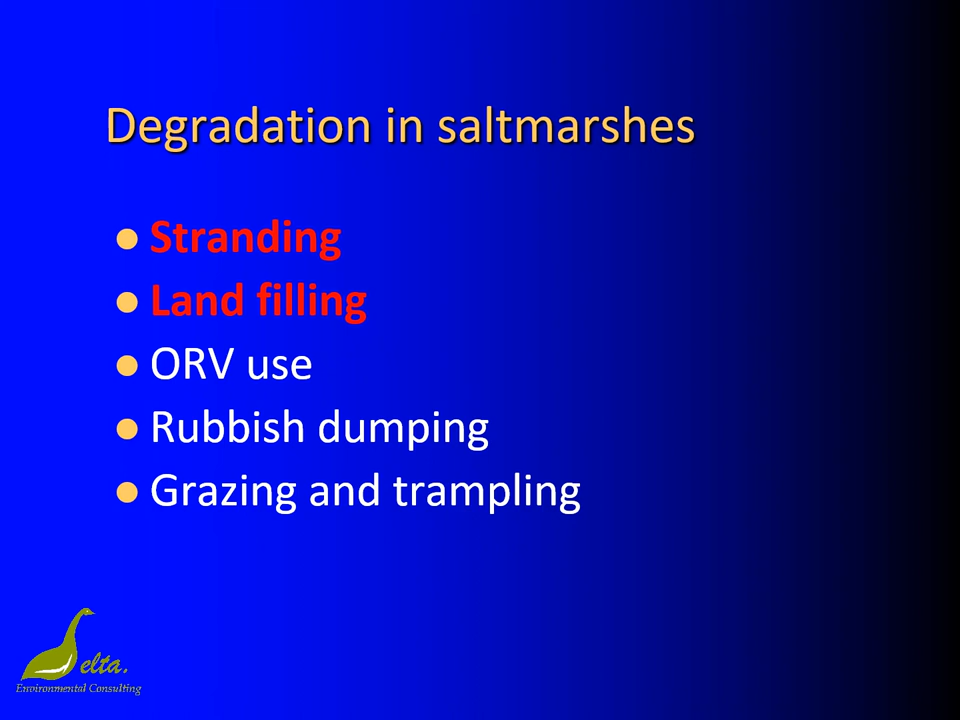 Degradation in saltmarshes
● Stranding
● Land filling
● ORV use
● Rubbish dumping
● Grazing and trampling
elta.
Environmental Consulting